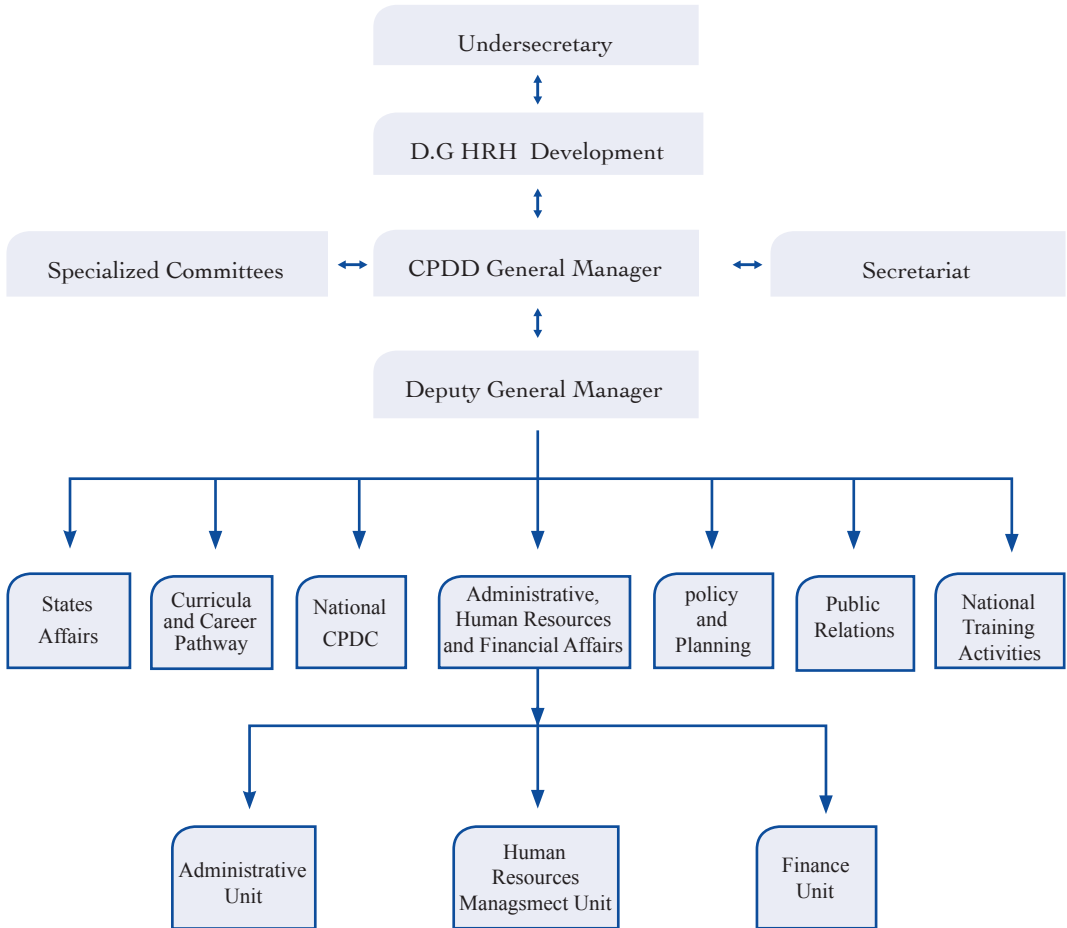 Undersecretary
D.G HRH Development
Specialized Committees
CPDD General Manager
Secretariat
Deputy General Manager
States
Affairs
Curricula
and Career
Pathway
National
CPDC
Administrative,
Human Resources
and Financial Affairs
policy
and
Planning
Public
Relations
National
Training
Activities
Administrative
Unit
Human
Resources
Managsmect Unit
Finance
Unit